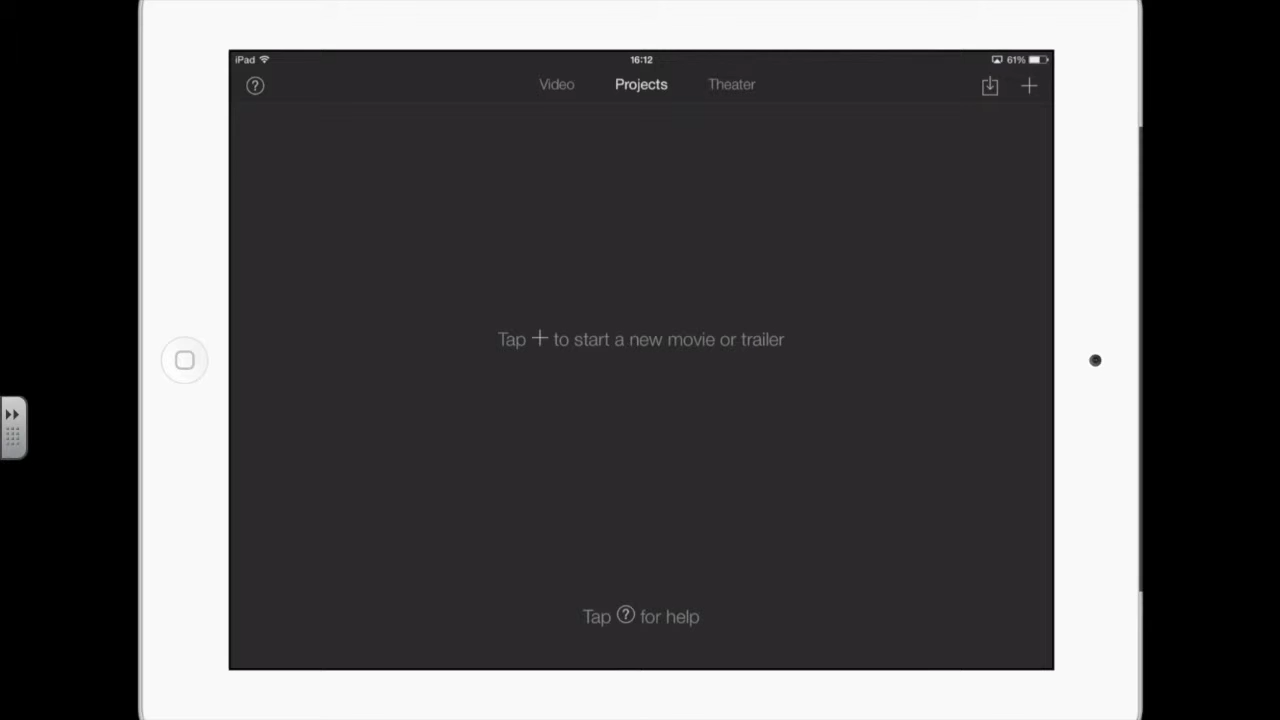 iPad 16:12 61%
Video Projects Theater
Tap + to start a new movie or trailer
Tap ? for help